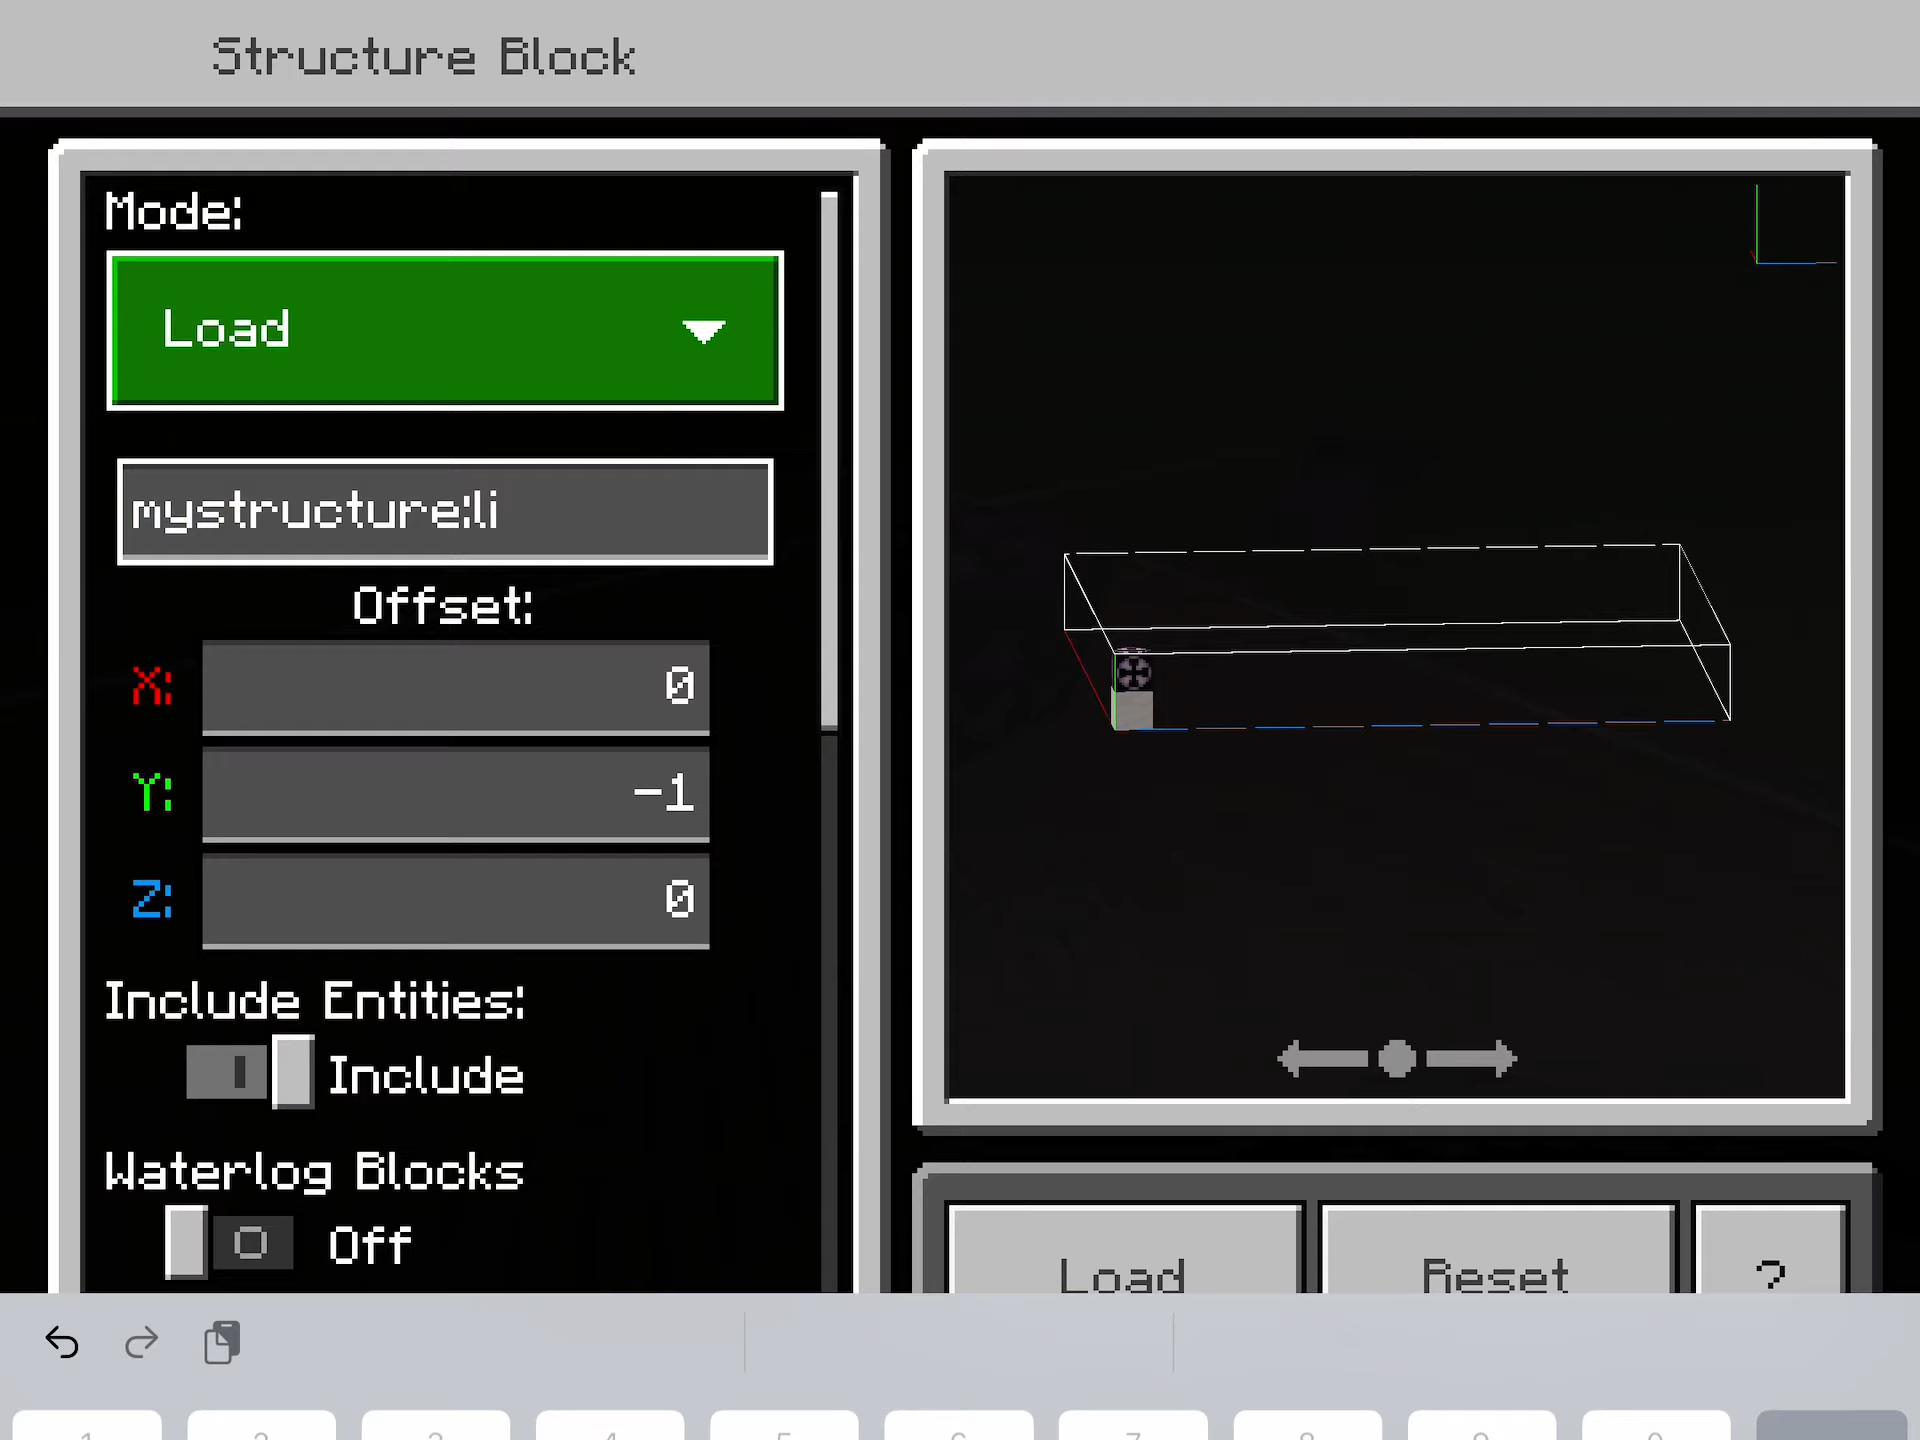 Structure Block
Mode:
Load
mystructure:li
Offset:
X: 0
Y: -1
Z: 0
Include Entities:
Include
Waterlog Blocks
Off
Load Reset ?